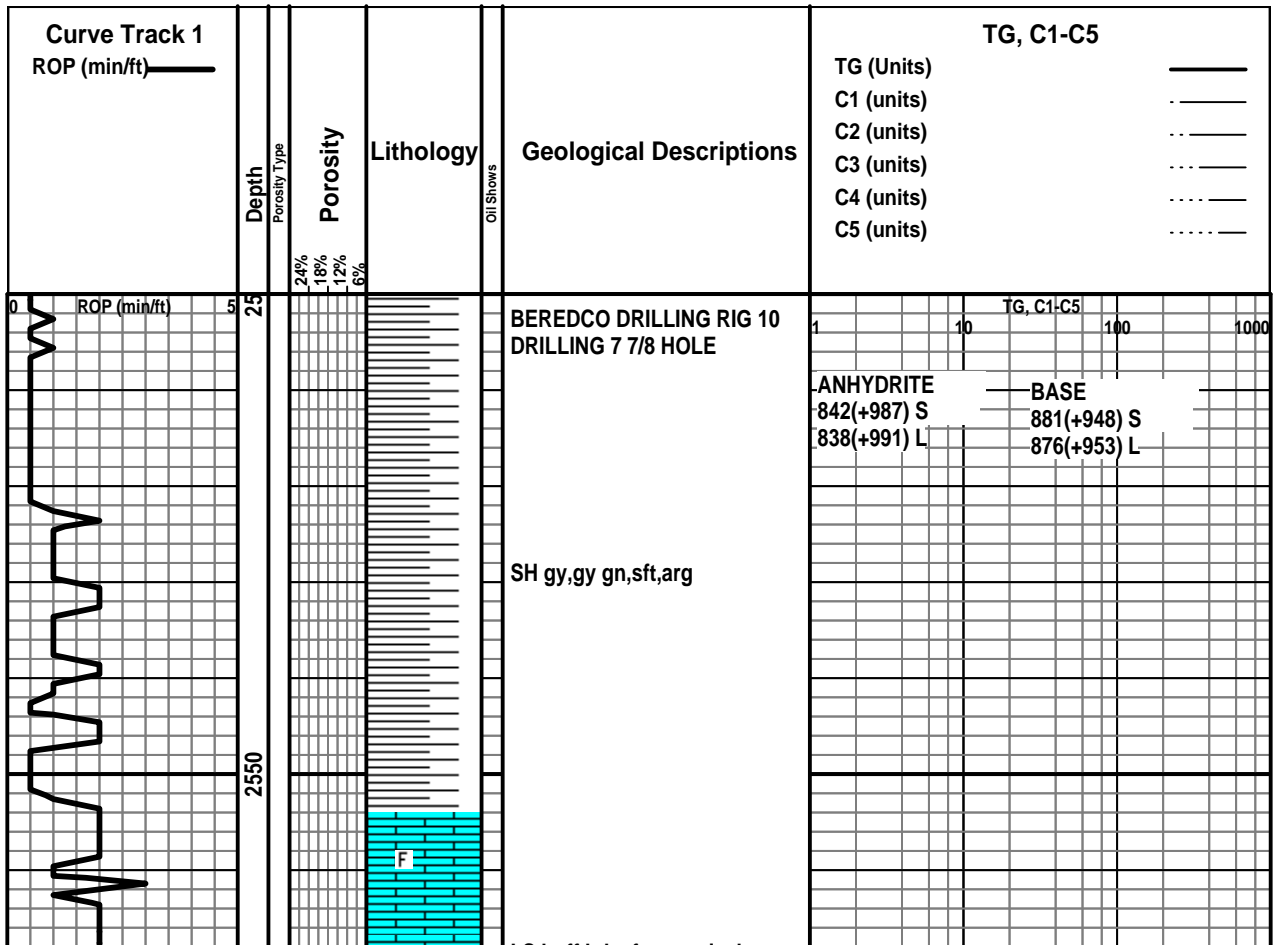 Curve Track 1
ROP (min/ft)
Depth
Porosity Type
Porosity
24%
18%
12%
6%
Lithology
Oil Shows
Geological Descriptions
TG, C1-C5
TG (Units)
C1 (units)
C2 (units)
C3 (units)
C4 (units)
C5 (units)
0 ROP (min/ft) 5
25
BEREDCO DRILLING RIG 10
DRILLING 7 7/8 HOLE
TG, C1-C5
1 10 100 1000
ANHYDRITE
842(+987) S
838(+991) L
BASE
881(+948) S
876(+953) L
SH gy,gy gn,sft,arg
2550
F